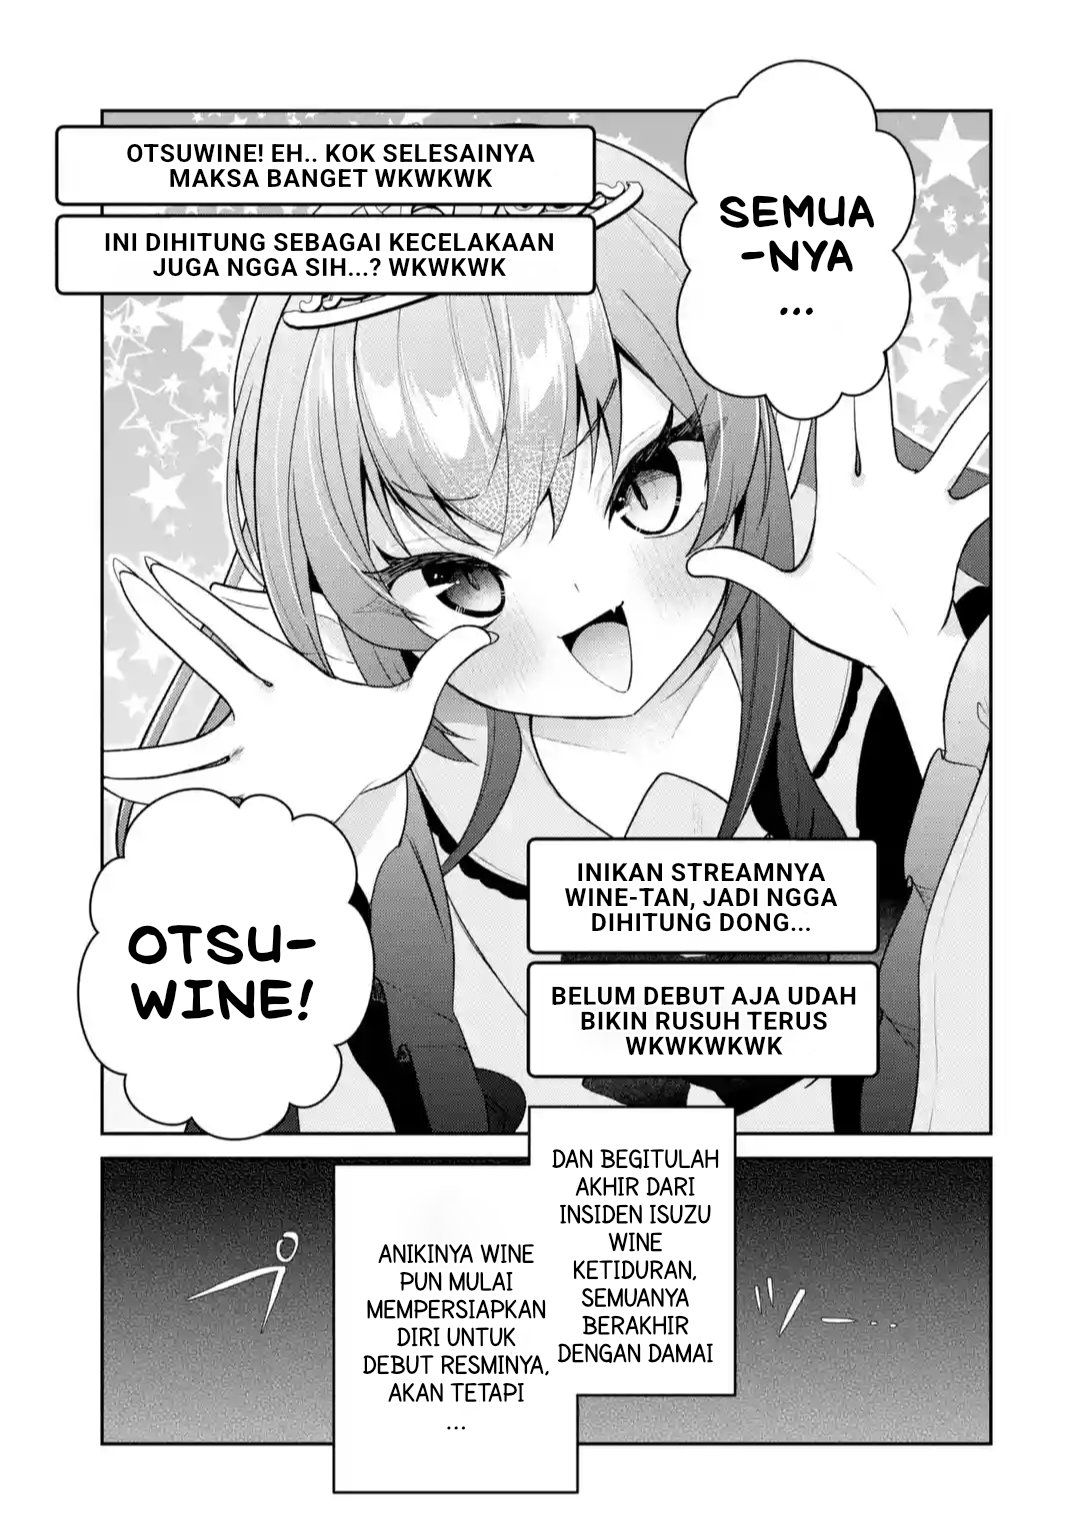 SEMUA
-NYA
...
OTSUWINE! EH.. KOK SELESAINYA
MAKSA BANGET WKWKWK
INI DIHITUNG SEBAGAI KECELAKAAN
JUGA NGGA SIH...? WKWKWK
OTSU-
WINE!
INIKAN STREAMNYA
WINE-TAN, JADI NGGA
DIHITUNG DONG...
BELUM DEBUT AJA UDAH
BIKIN RUSUH TERUS
WKWKWKWK
DAN BEGITULAH
AKHIR DARI
INSIDEN ISUZU
WINE
KETIDURAN,
SEMUANYA
BERAKHIR
DENGAN DAMAI
ANIKINYA WINE
PUN MULAI
MEMPERSIAPKAN
DIRI UNTUK
DEBUT RESMINYA,
AKAN TETAPI
...